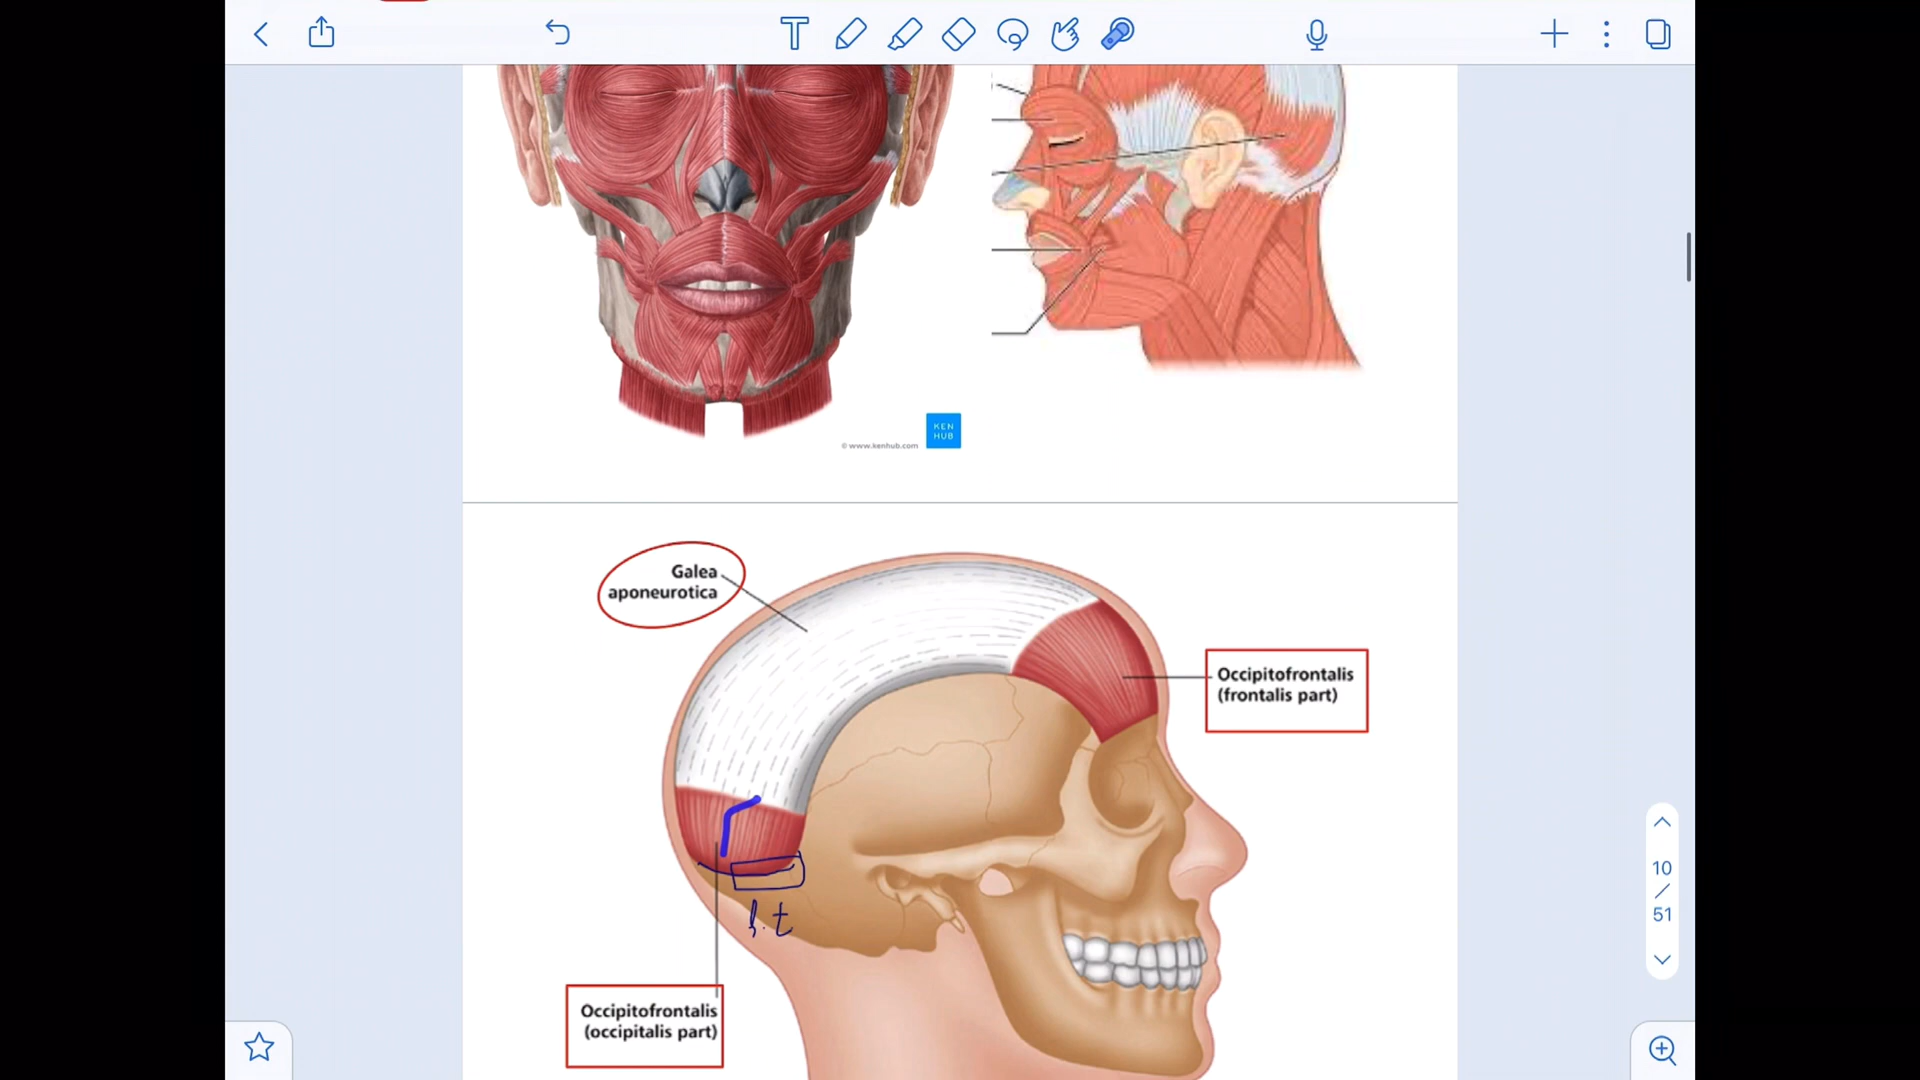 © www.kenhub.com
KEN
HUB
Galea
aponeurotica
Occipitofrontalis
(frontalis part)
Occipitofrontalis
(occipitalis part)
10
/
51